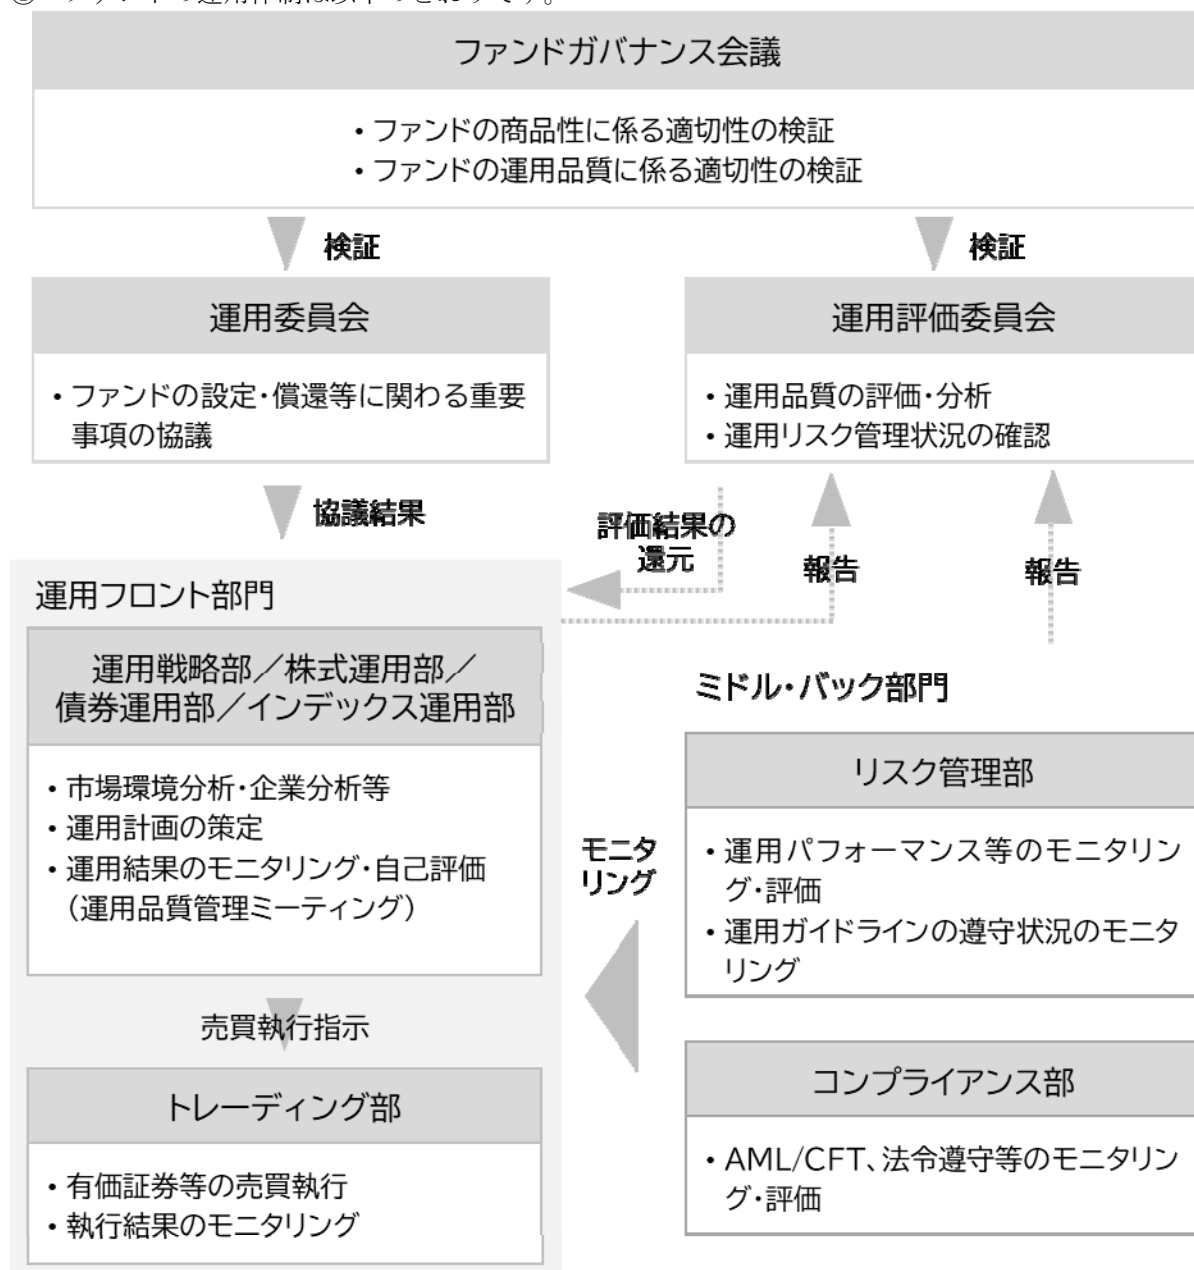 ファンドガバナンス会議
・ファンドの商品性に係る適切性の検証
・ファンドの運用品質に係る適切性の検証
検証
検証
運用委員会
・ファンドの設定・償還等に関わる重要
事項の協議
運用評価委員会
・運用品質の評価・分析
・運用リスク管理状況の確認
協議結果
評価結果の
還元
報告
報告
運用フロント部門
運用戦略部／株式運用部／
債券運用部／インデックス運用部
・市場環境分析・企業分析等
・運用計画の策定
・運用結果のモニタリング・自己評価
（運用品質管理ミーティング）
売買執行指示
トレーディング部
・有価証券等の売買執行
・執行結果のモニタリング
モニタ
リング
ミドル・バック部門
リスク管理部
・運用パフォーマンス等のモニタリン
グ・評価
・運用ガイドラインの遵守状況のモニタ
リング
コンプライアンス部
・AML/CFT、法令遵守等のモニタリン
グ・評価